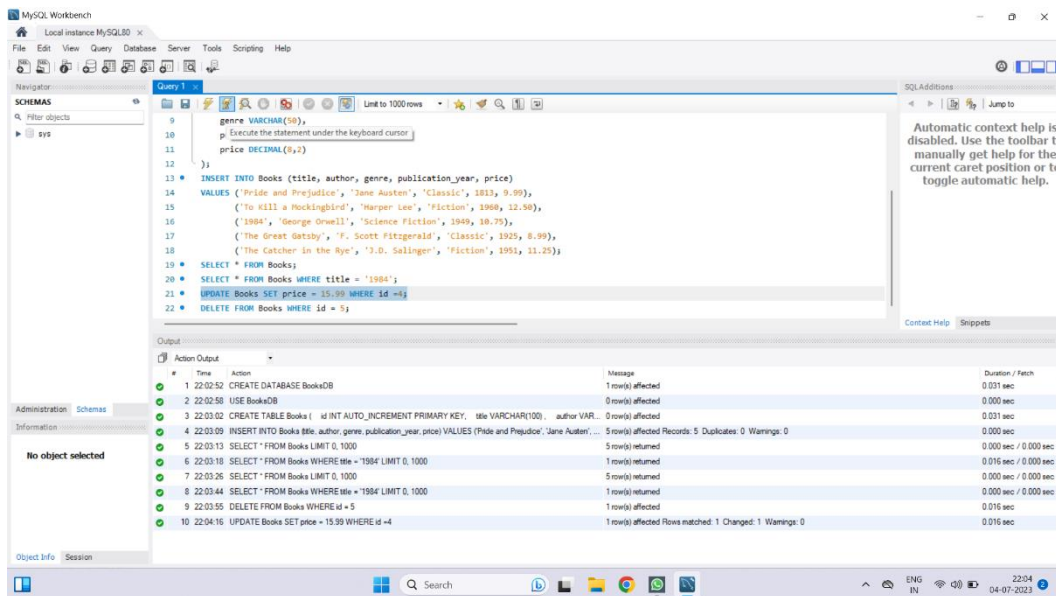 MySQL Workbench
Local instance MySQL80 ×
File Edit View Query Database Server Tools Scripting Help
Navigator
SCHEMAS
Filter objects
sys
Administration Schemas
Information
No object selected
Object Info Session
Query 1 ×
Limit to 1000 rows
9 genre VARCHAR(50),
10 p Execute the statement under the keyboard cursor
11 price DECIMAL(8,2)
12 );
13 INSERT INTO Books (title, author, genre, publication_year, price)
14 VALUES ('Pride and Prejudice', 'Jane Austen', 'Classic', 1813, 9.99),
15 ('To Kill a Mockingbird', 'Harper Lee', 'Fiction', 1960, 12.50),
16 ('1984', 'George Orwell', 'Science Fiction', 1949, 10.75),
17 ('The Great Gatsby', 'F. Scott Fitzgerald', 'Classic', 1925, 8.99),
18 ('The Catcher in the Rye', 'J.D. Salinger', 'Fiction', 1951, 11.25);
19 SELECT * FROM Books;
20 SELECT * FROM Books WHERE title = '1984';
21 UPDATE Books SET price = 15.99 WHERE id =4;
22 DELETE FROM Books WHERE id = 5;
SQLAdditions
Jump to
Automatic context help is
disabled. Use the toolbar t
manually get help for the
current caret position or to
toggle automatic help.
Context Help Snippets
Output
Action Output
# Time Action Message Duration / Fetch
1 22:02:52 CREATE DATABASE BooksDB 1 row(s) affected 0.031 sec
2 22:02:58 USE BooksDB 0 row(s) affected 0.000 sec
3 22:03:02 CREATE TABLE Books ( id INT AUTO_INCREMENT PRIMARY KEY, title VARCHAR(100), author VAR... 0 row(s) affected 0.031 sec
4 22:03:09 INSERT INTO Books (title, author, genre, publication_year, price) VALUES ('Pride and Prejudice', 'Jane Austen', ... 5 row(s) affected Records: 5 Duplicates: 0 Warnings: 0 0.000 sec
5 22:03:13 SELECT * FROM Books LIMIT 0, 1000 5 row(s) returned 0.000 sec / 0.000 sec
6 22:03:18 SELECT * FROM Books WHERE title = '1984' LIMIT 0, 1000 1 row(s) returned 0.016 sec / 0.000 sec
7 22:03:26 SELECT * FROM Books LIMIT 0, 1000 5 row(s) returned 0.000 sec / 0.000 sec
8 22:03:44 SELECT * FROM Books WHERE title = '1984' LIMIT 0, 1000 1 row(s) returned 0.000 sec / 0.000 sec
9 22:03:55 DELETE FROM Books WHERE id = 5 1 row(s) affected 0.016 sec
10 22:04:16 UPDATE Books SET price = 15.99 WHERE id =4 1 row(s) affected Rows matched: 1 Changed: 1 Warnings: 0 0.016 sec
Search
ENG
IN
22:04
04-07-2023
2